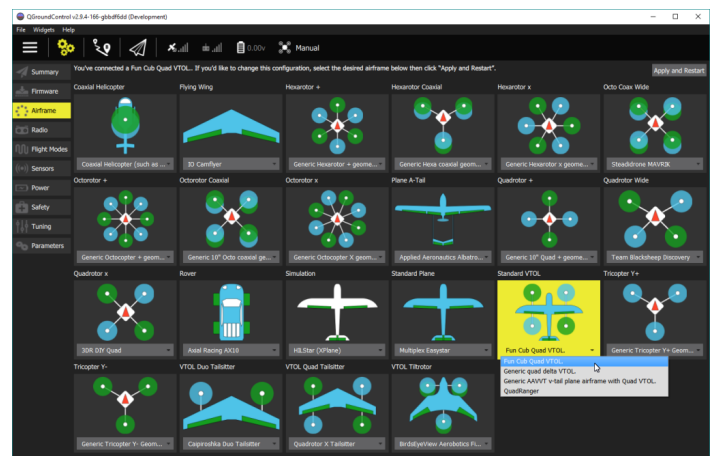 QGroundControl v2.9.4-166-gbbdf6dd (Development)
File Widgets Help
0.00v Manual
Summary
Firmware
Airframe
Radio
Flight Modes
Sensors
Power
Safety
Tuning
Parameters
You've connected a Fun Cub Quad VTOL.. If you'd like to change this configuration, select the desired airframe below then click "Apply and Restart".
Apply and Restart
Coaxial Helicopter Flying Wing Hexarotor + Hexarotor Coaxial Hexarotor x Octo Coax Wide
Coaxial Helicopter (such as ... IO Camflyer Generic Hexarotor + geome... Generic Hexa coaxial geom... Generic Hexarotor x geome... Steadidrone MAVRIK
Octorotor + Octorotor Coaxial Octorotor x Plane A-Tail Quadrotor + Quadrotor Wide
Generic Octocopter + geom... Generic 10" Octo coaxial ge... Generic Octocopter X geom... Applied Aeronautics Albatro... Generic 10" Quad + geome... Team Blacksheep Discovery
Quadrotor x Rover Simulation Standard Plane Standard VTOL Tricopter Y+
3DR DIY Quad Axial Racing AX10 HILStar (XPlane) Multiplex Easystar Fun Cub Quad VTOL. Generic Tricopter Y+ Geom...
Fun Cub Quad VTOL.
Generic quad delta VTOL.
Generic AAVVT v-tail plane airframe with Quad VTOL.
QuadRanger
Tricopter Y- VTOL Duo Tailsitter VTOL Quad Tailsitter VTOL Tiltrotor
Generic Tricopter Y- Geom... Caipiroshka Duo Tailsitter Quadrotor X Tailsitter BirdsEyeView Aerobotics Fi...